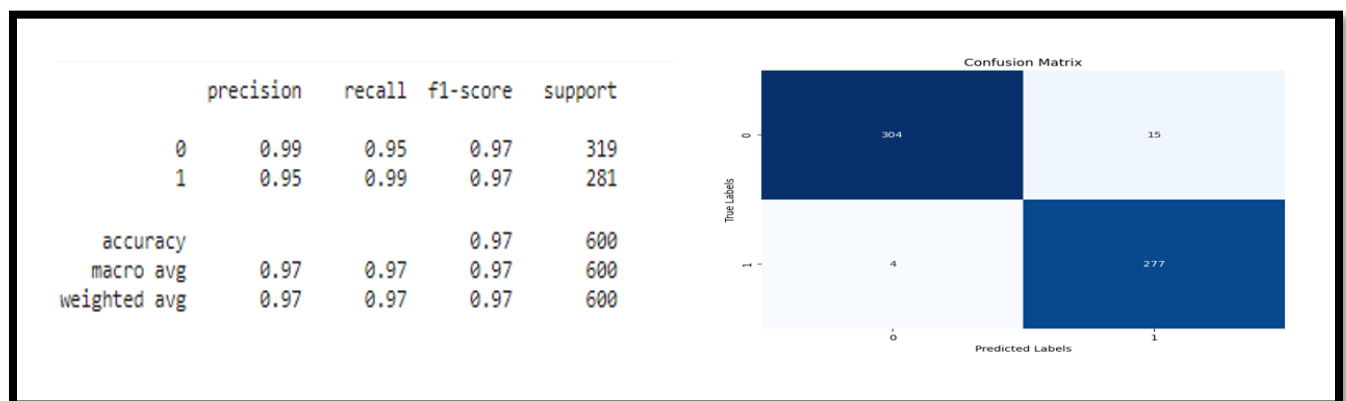 precision recall f1-score support
0 0.99 0.95 0.97 319
1 0.95 0.99 0.97 281
accuracy 0.97 600
macro avg 0.97 0.97 0.97 600
weighted avg 0.97 0.97 0.97 600
Confusion Matrix
True Labels
0
304 15
1
4 277
0 1
Predicted Labels